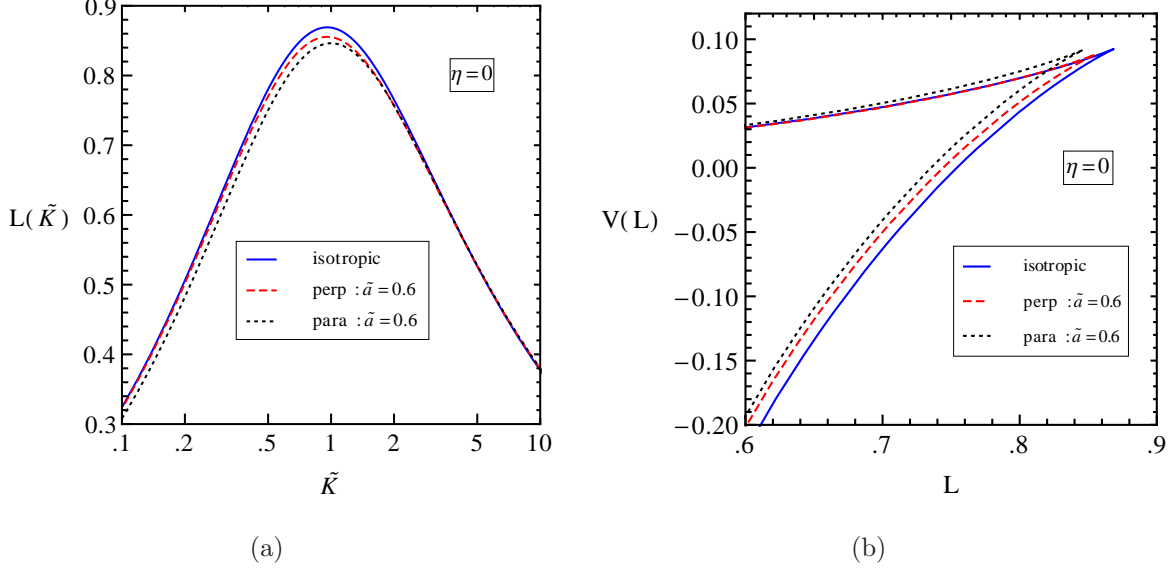 0.9
0.8
0.7
0.6
0.5
0.4
0.3
L(K̃)
η=0
isotropic
perp : ã=0.6
para : ã=0.6
.1 .2 .5 1 2 5 10
K̃
(a)
0.10
0.05
0.00
−0.05
−0.10
−0.15
−0.20
V(L)
η=0
isotropic
perp : ã=0.6
para : ã=0.6
.6 .7 .8 .9
L
(b)